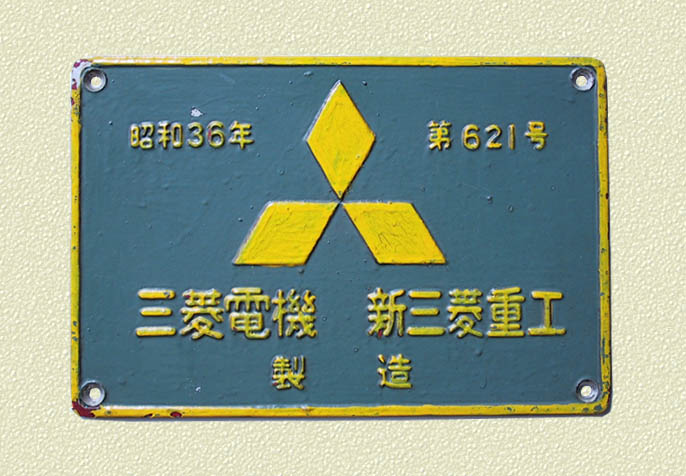 昭和36年 第621号
三菱電機 新三菱重工
製造